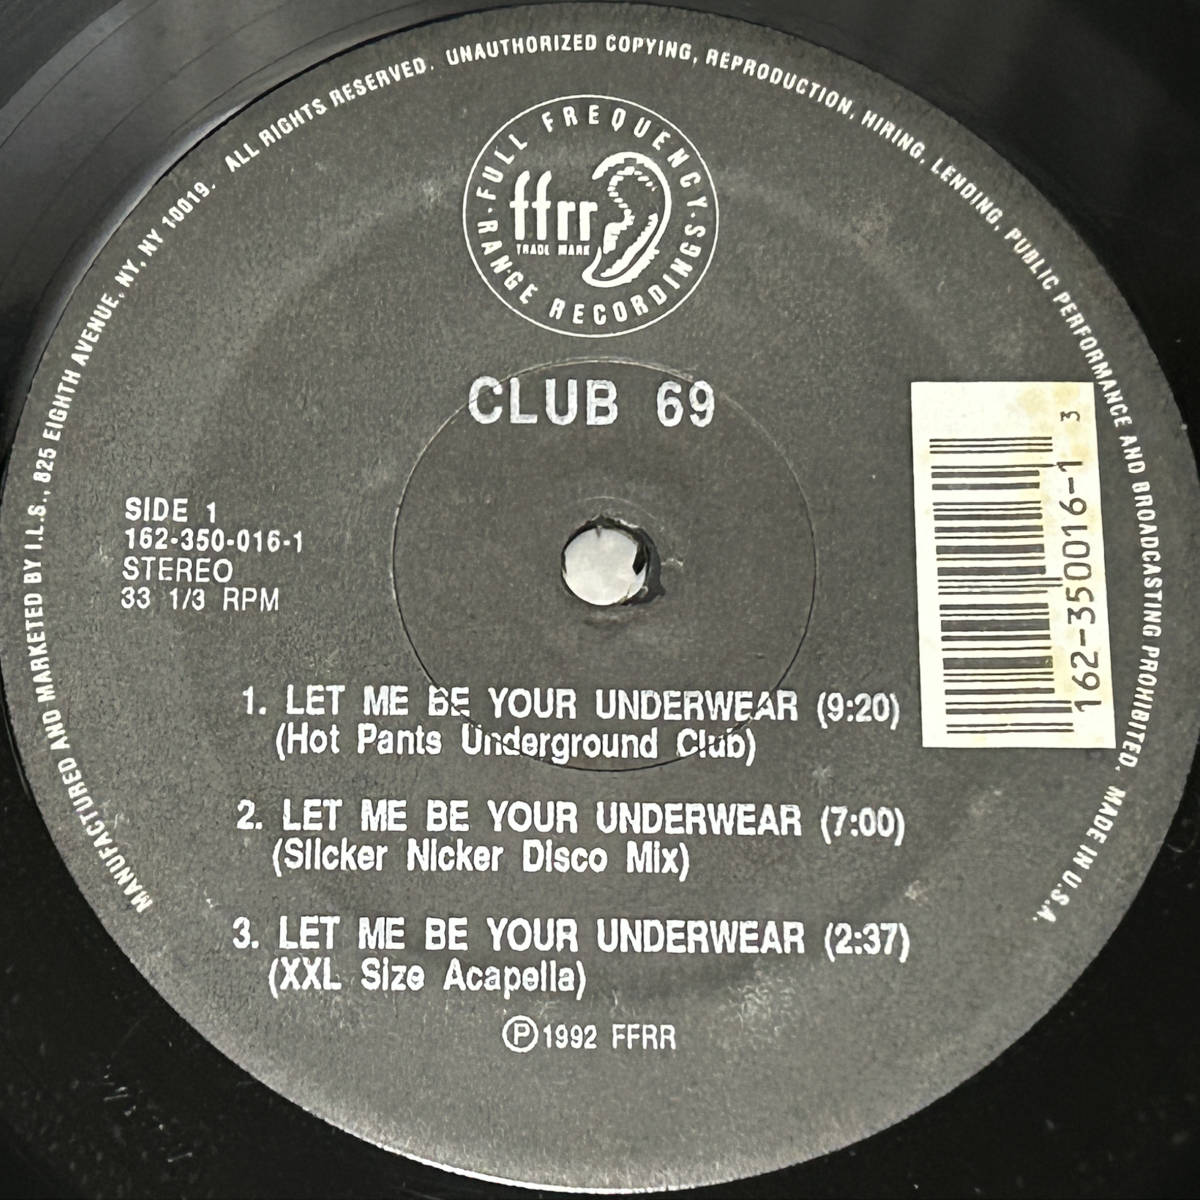 MANUFACTURED AND MARKETED BY I.L.S., 825 EIGHTH AVENUE, NY, NY 10019. ALL RIGHTS RESERVED. UNAUTHORIZED COPYING, REPRODUCTION, HIRING, LENDING, PUBLIC PERFORMANCE AND BROADCASTING PROHIBITED. MADE IN U.S.A.
FULL FREQUENCY
ffrr
TRADE MARK
RANGE RECORDINGS
CLUB 69
SIDE 1
162-350-016-1
STEREO
33 1/3 RPM
3
162-350016-1
1. LET ME BE YOUR UNDERWEAR (9:20)
(Hot Pants Underground Club)
2. LET ME BE YOUR UNDERWEAR (7:00)
(Slicker Nicker Disco Mix)
3. LET ME BE YOUR UNDERWEAR (2:37)
(XXL Size Acapella)
Ⓟ1992 FFRR